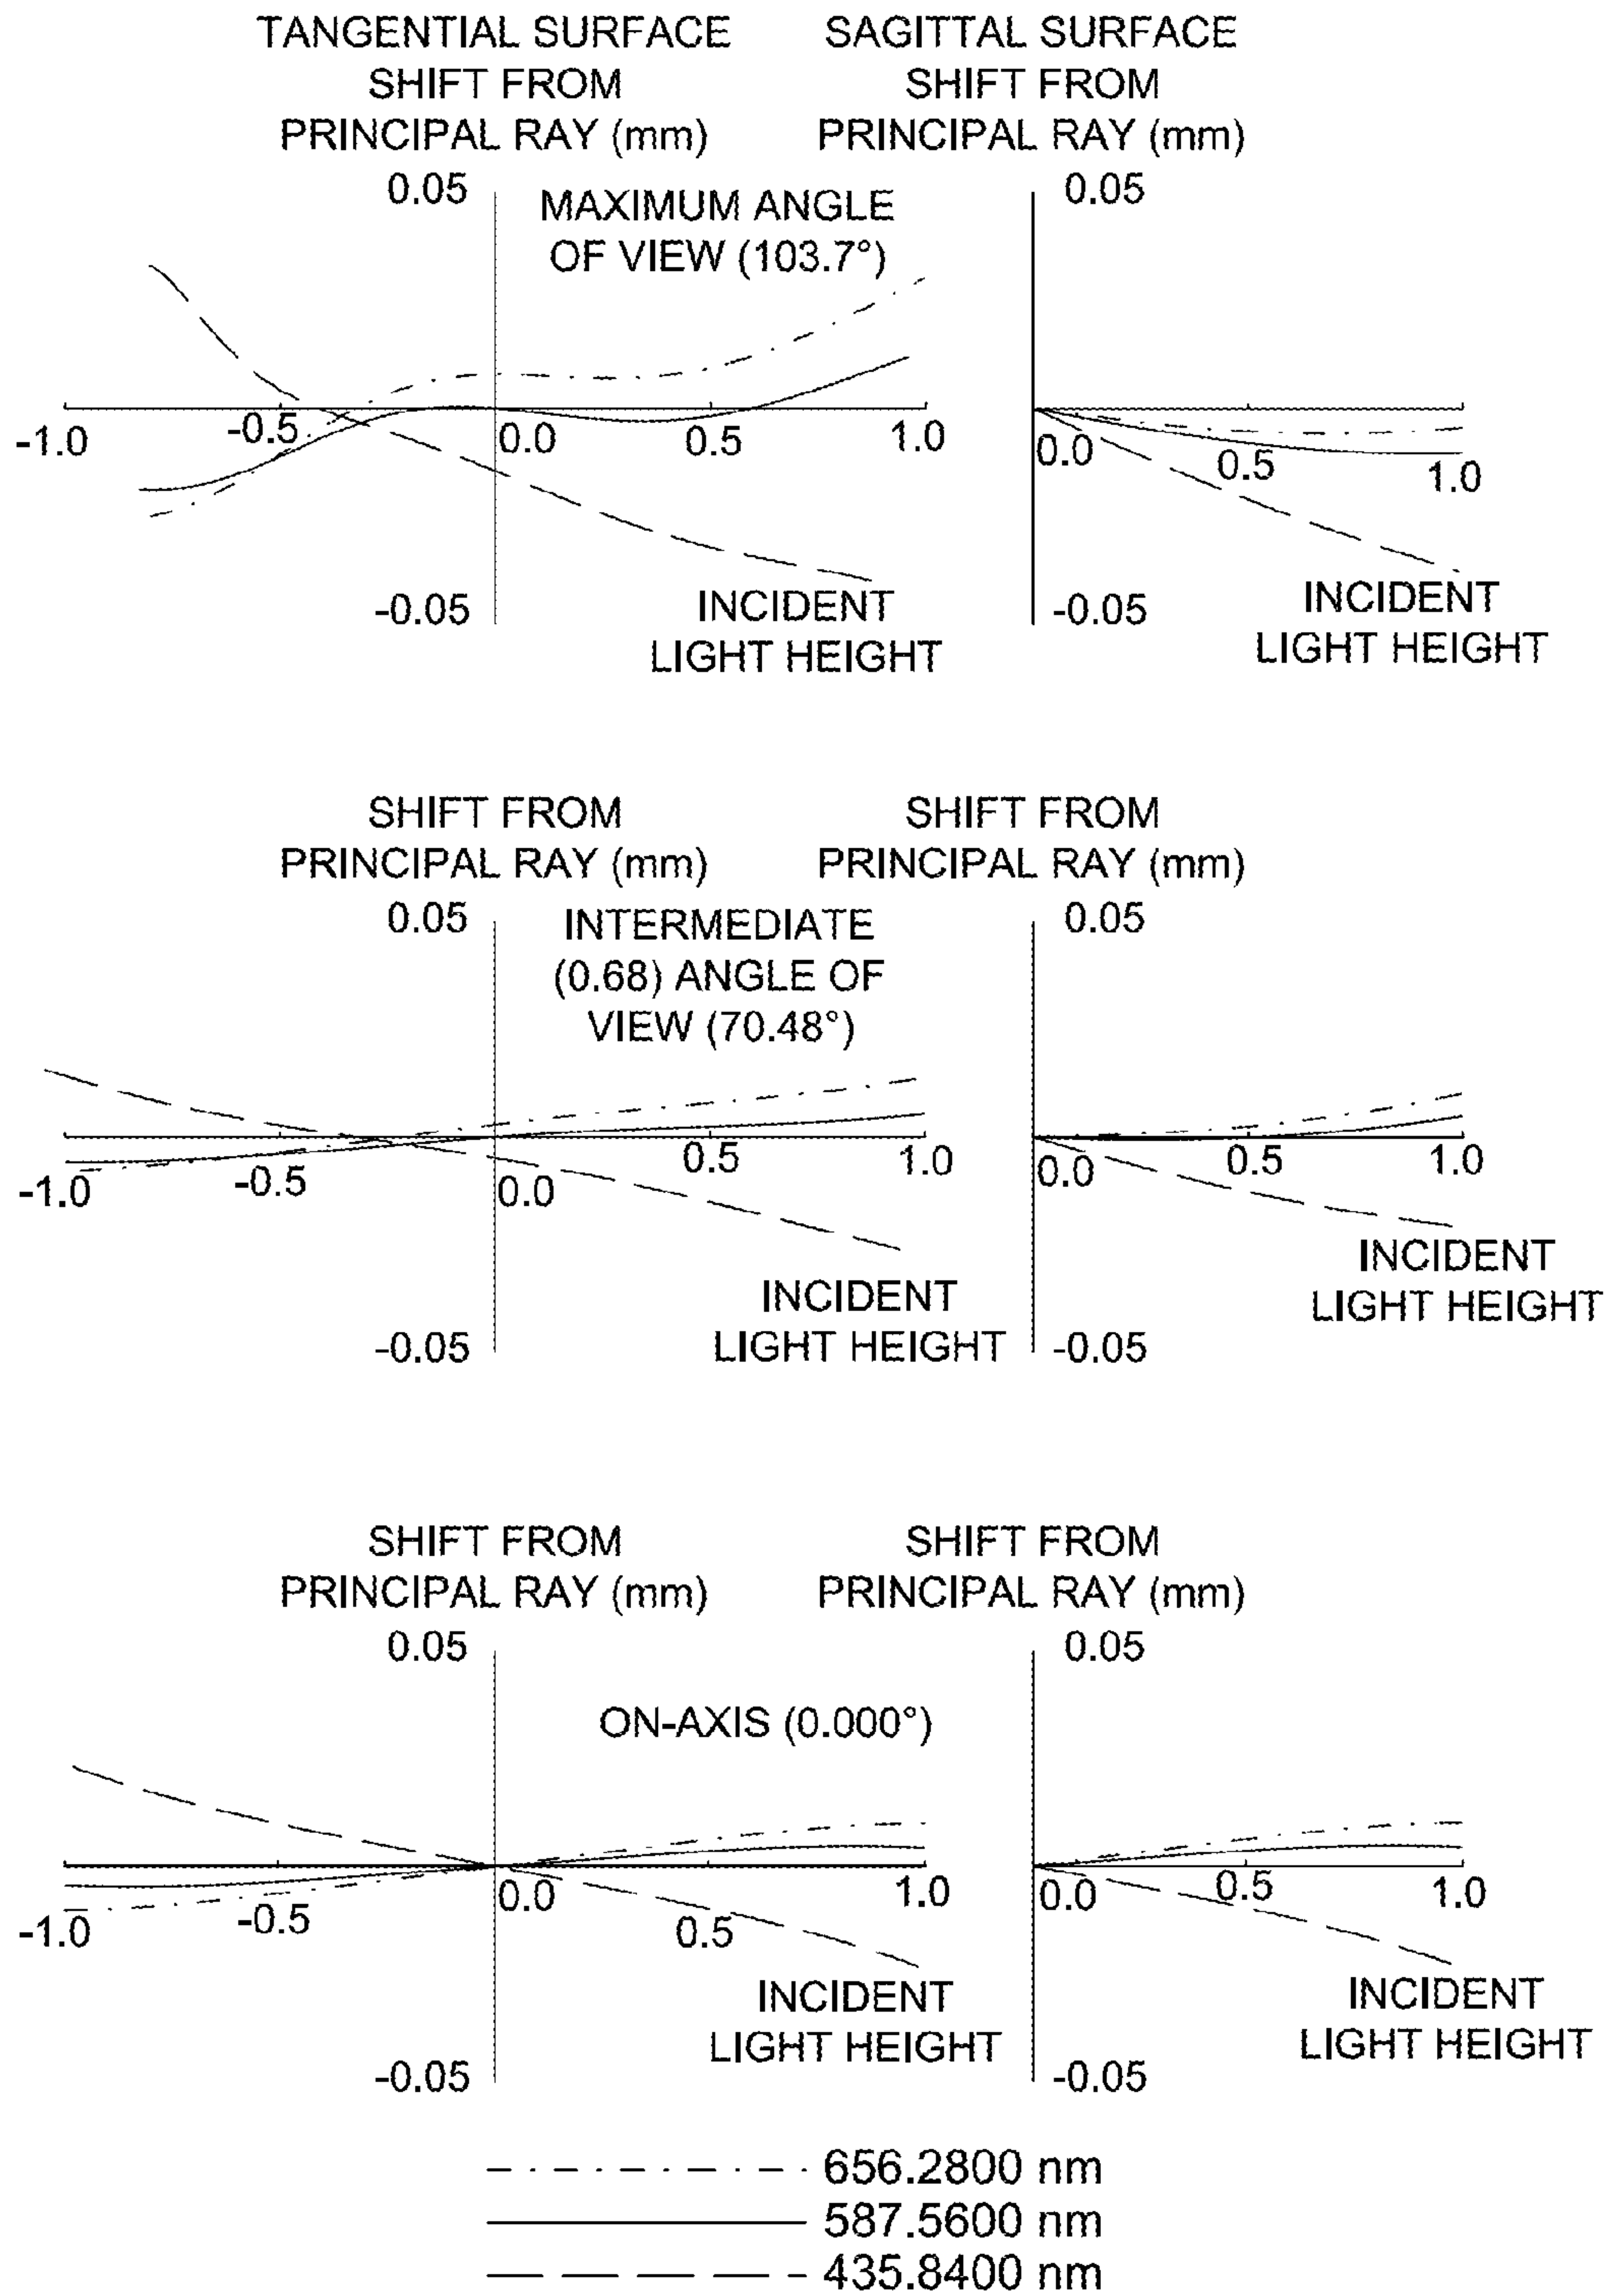 TANGENTIAL SURFACE
SHIFT FROM
PRINCIPAL RAY (mm)
SAGITTAL SURFACE
SHIFT FROM
PRINCIPAL RAY (mm)
0.05
MAXIMUM ANGLE
OF VIEW (103.7°)
-1.0
-0.5
0.0
0.5
1.0
-0.05
INCIDENT
LIGHT HEIGHT
0.05
0.0
0.5
1.0
-0.05
INCIDENT
LIGHT HEIGHT
SHIFT FROM
PRINCIPAL RAY (mm)
SHIFT FROM
PRINCIPAL RAY (mm)
0.05
INTERMEDIATE
(0.68) ANGLE OF
VIEW (70.48°)
-1.0
-0.5
0.0
0.5
1.0
-0.05
INCIDENT
LIGHT HEIGHT
0.05
0.0
0.5
1.0
-0.05
INCIDENT
LIGHT HEIGHT
SHIFT FROM
PRINCIPAL RAY (mm)
SHIFT FROM
PRINCIPAL RAY (mm)
0.05
ON-AXIS (0.000°)
-1.0
-0.5
0.0
0.5
1.0
-0.05
INCIDENT
LIGHT HEIGHT
0.05
0.0
0.5
1.0
-0.05
INCIDENT
LIGHT HEIGHT
656.2800 nm
587.5600 nm
435.8400 nm